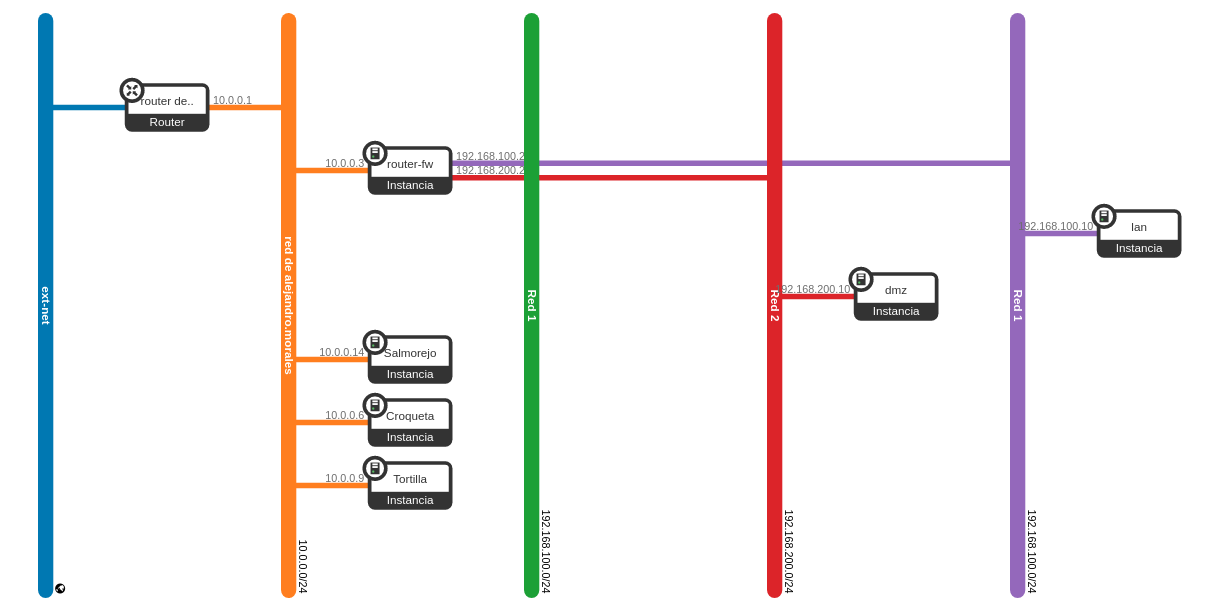 router de..
Router
10.0.0.1
10.0.0.3
router-fw
Instancia
192.168.100.2
192.168.200.2
192.168.100.10
lan
Instancia
192.168.200.10
dmz
Instancia
10.0.0.14
Salmorejo
Instancia
10.0.0.6
Croqueta
Instancia
10.0.0.9
Tortilla
Instancia
ext-net
red de alejandro.morales
10.0.0.0/24
Red 1
192.168.100.0/24
Red 2
192.168.200.0/24
Red 1
192.168.100.0/24